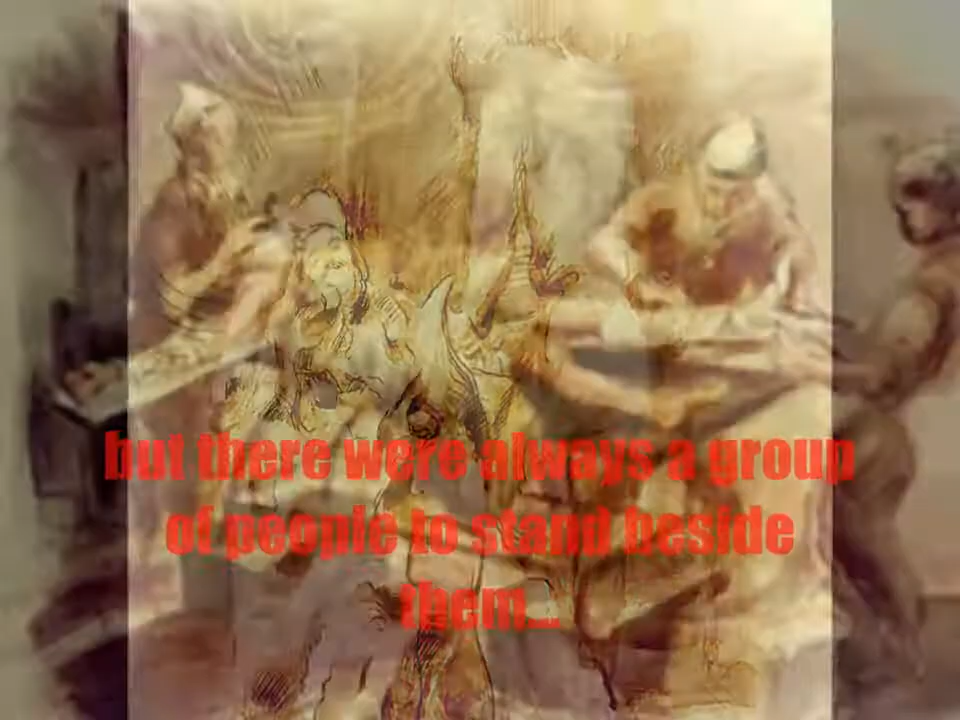 but there were always a group
of people to stand beside
them...